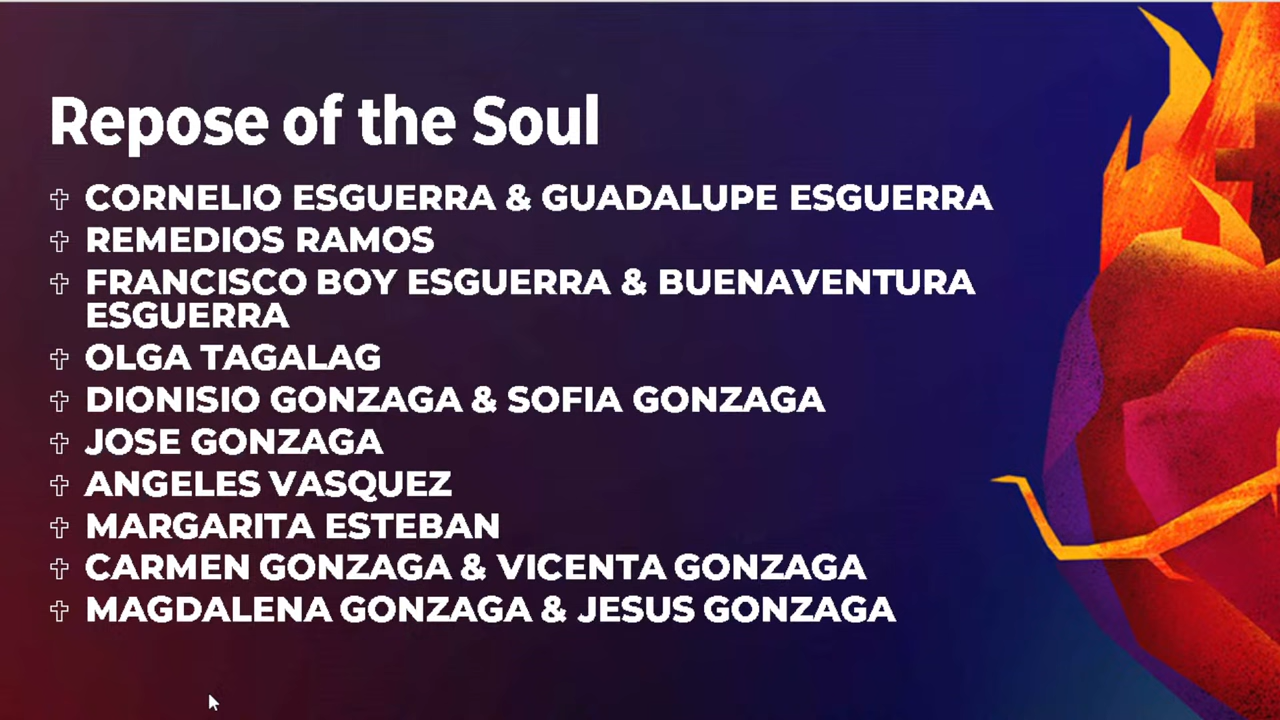 Repose of the Soul
CORNELIO ESGUERRA & GUADALUPE ESGUERRA
REMEDIOS RAMOS
FRANCISCO BOY ESGUERRA & BUENAVENTURA
ESGUERRA
OLGA TAGALAG
DIONISIO GONZAGA & SOFIA GONZAGA
JOSE GONZAGA
ANGELES VASQUEZ
MARGARITA ESTEBAN
CARMEN GONZAGA & VICENTA GONZAGA
MAGDALENA GONZAGA & JESUS GONZAGA